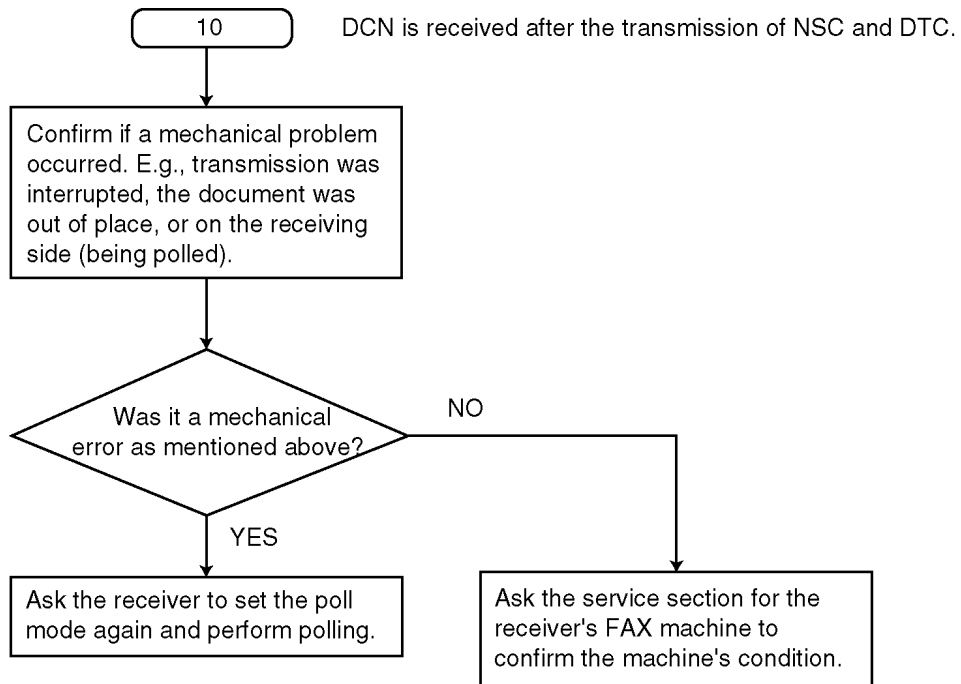 10
DCN is received after the transmission of NSC and DTC.
Confirm if a mechanical problem
occurred. E.g., transmission was
interrupted, the document was
out of place, or on the receiving
side (being polled).
Was it a mechanical
error as mentioned above?
NO
YES
Ask the receiver to set the poll
mode again and perform polling.
Ask the service section for the
receiver's FAX machine to
confirm the machine's condition.